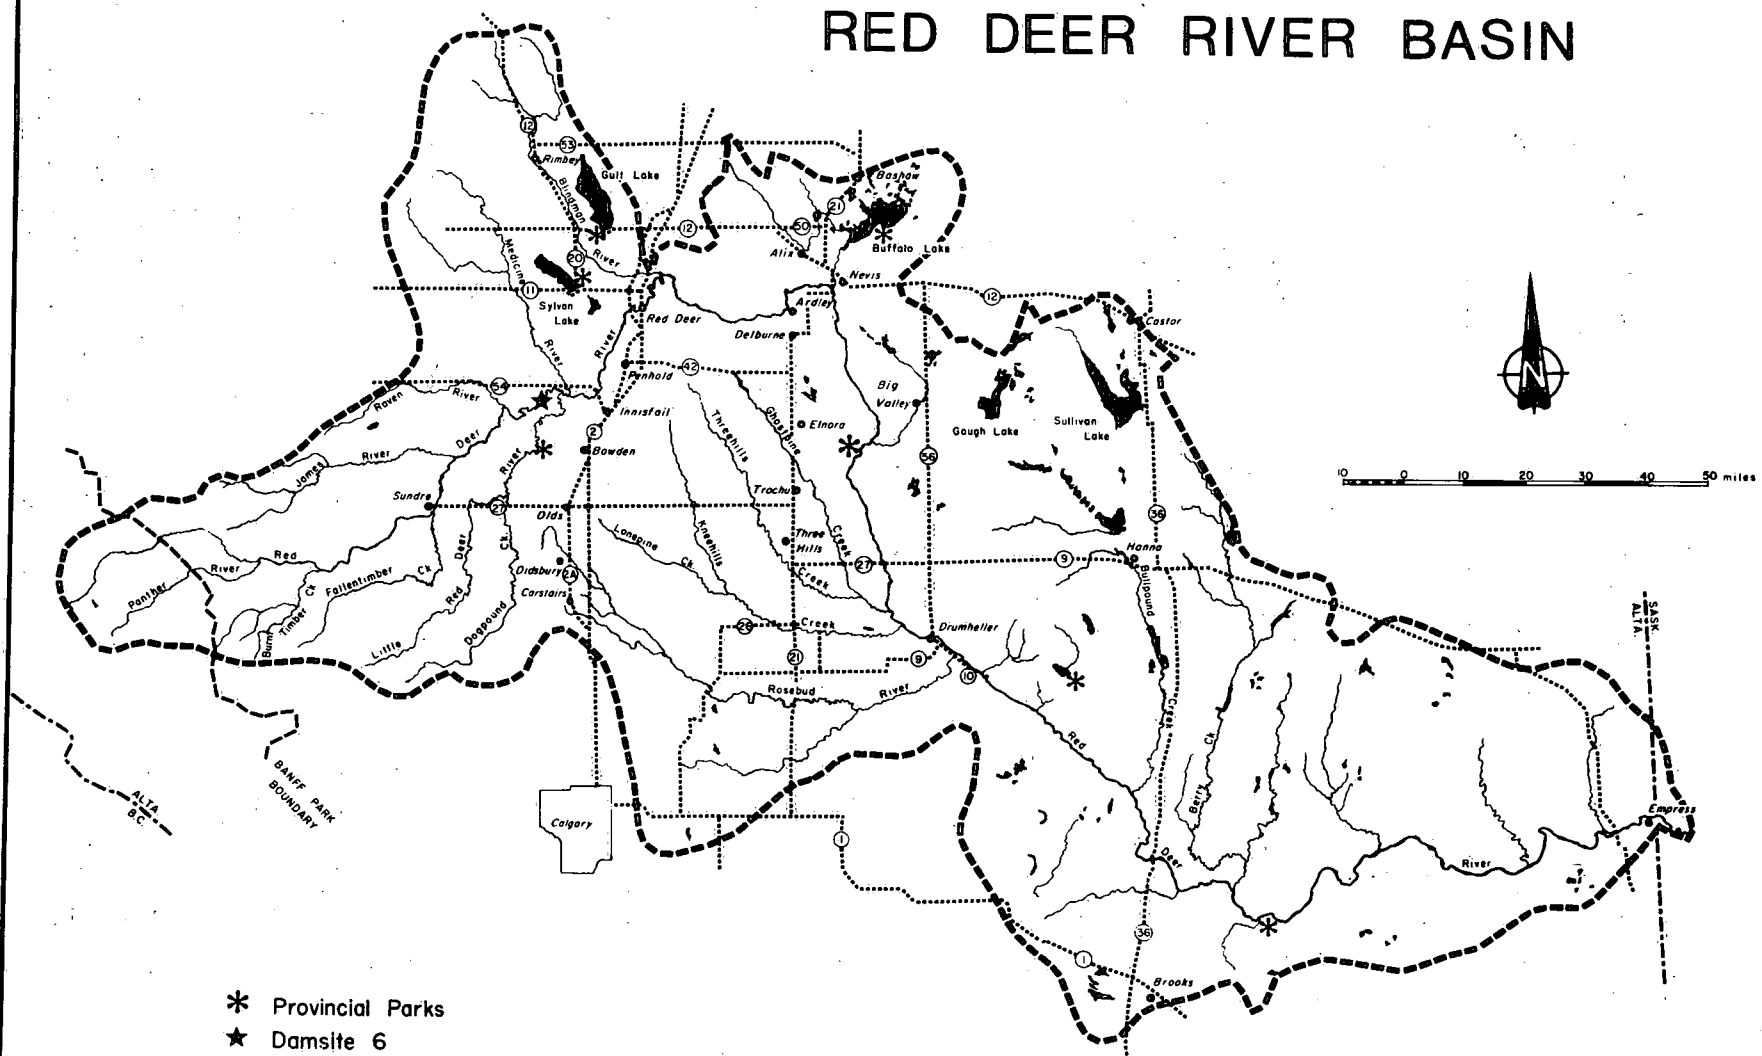 RED DEER RIVER BASIN
12
53
Rimbey
Gull Lake
Bashaw
Blindman
21
12
50
Buffalo Lake
Medicine
20
River
Alix
Nevis
11
12
Sylvan
Lake
Ardley
Red Deer
Castor
Delburne
River
River
N
42
Penhold
54
Raven
River
Big
Valley
Innisfail
Threehills
Ghostpine
Elnora
Gough Lake
Sullivan
Lake
2
Deer
River
James
River
Bowden
56
10 0 10 20 30 40 50 miles
Sundre
27
Olds
Trochu
36
Lonepine
Ck.
Kneehills
Three
Hills
Creek
27
Hanna
9
Red
River
Panther
Deer
Ck.
Didsbury
2A
Carstairs
Creek
Fallentimber Ck
Red
Bullpound
Burnt
Timber
Ck
Little
Dogpound
26
Creek
Drumheller
SASK.
ALTA.
21
9
10
Rosebud
River
Creek
Red
Ck.
Berry
BANFF PARK
BOUNDARY
ALTA.
B.C.
Calgary
1
Empress
Deer
River
36
1
Brooks
Provincial Parks
Damsite 6